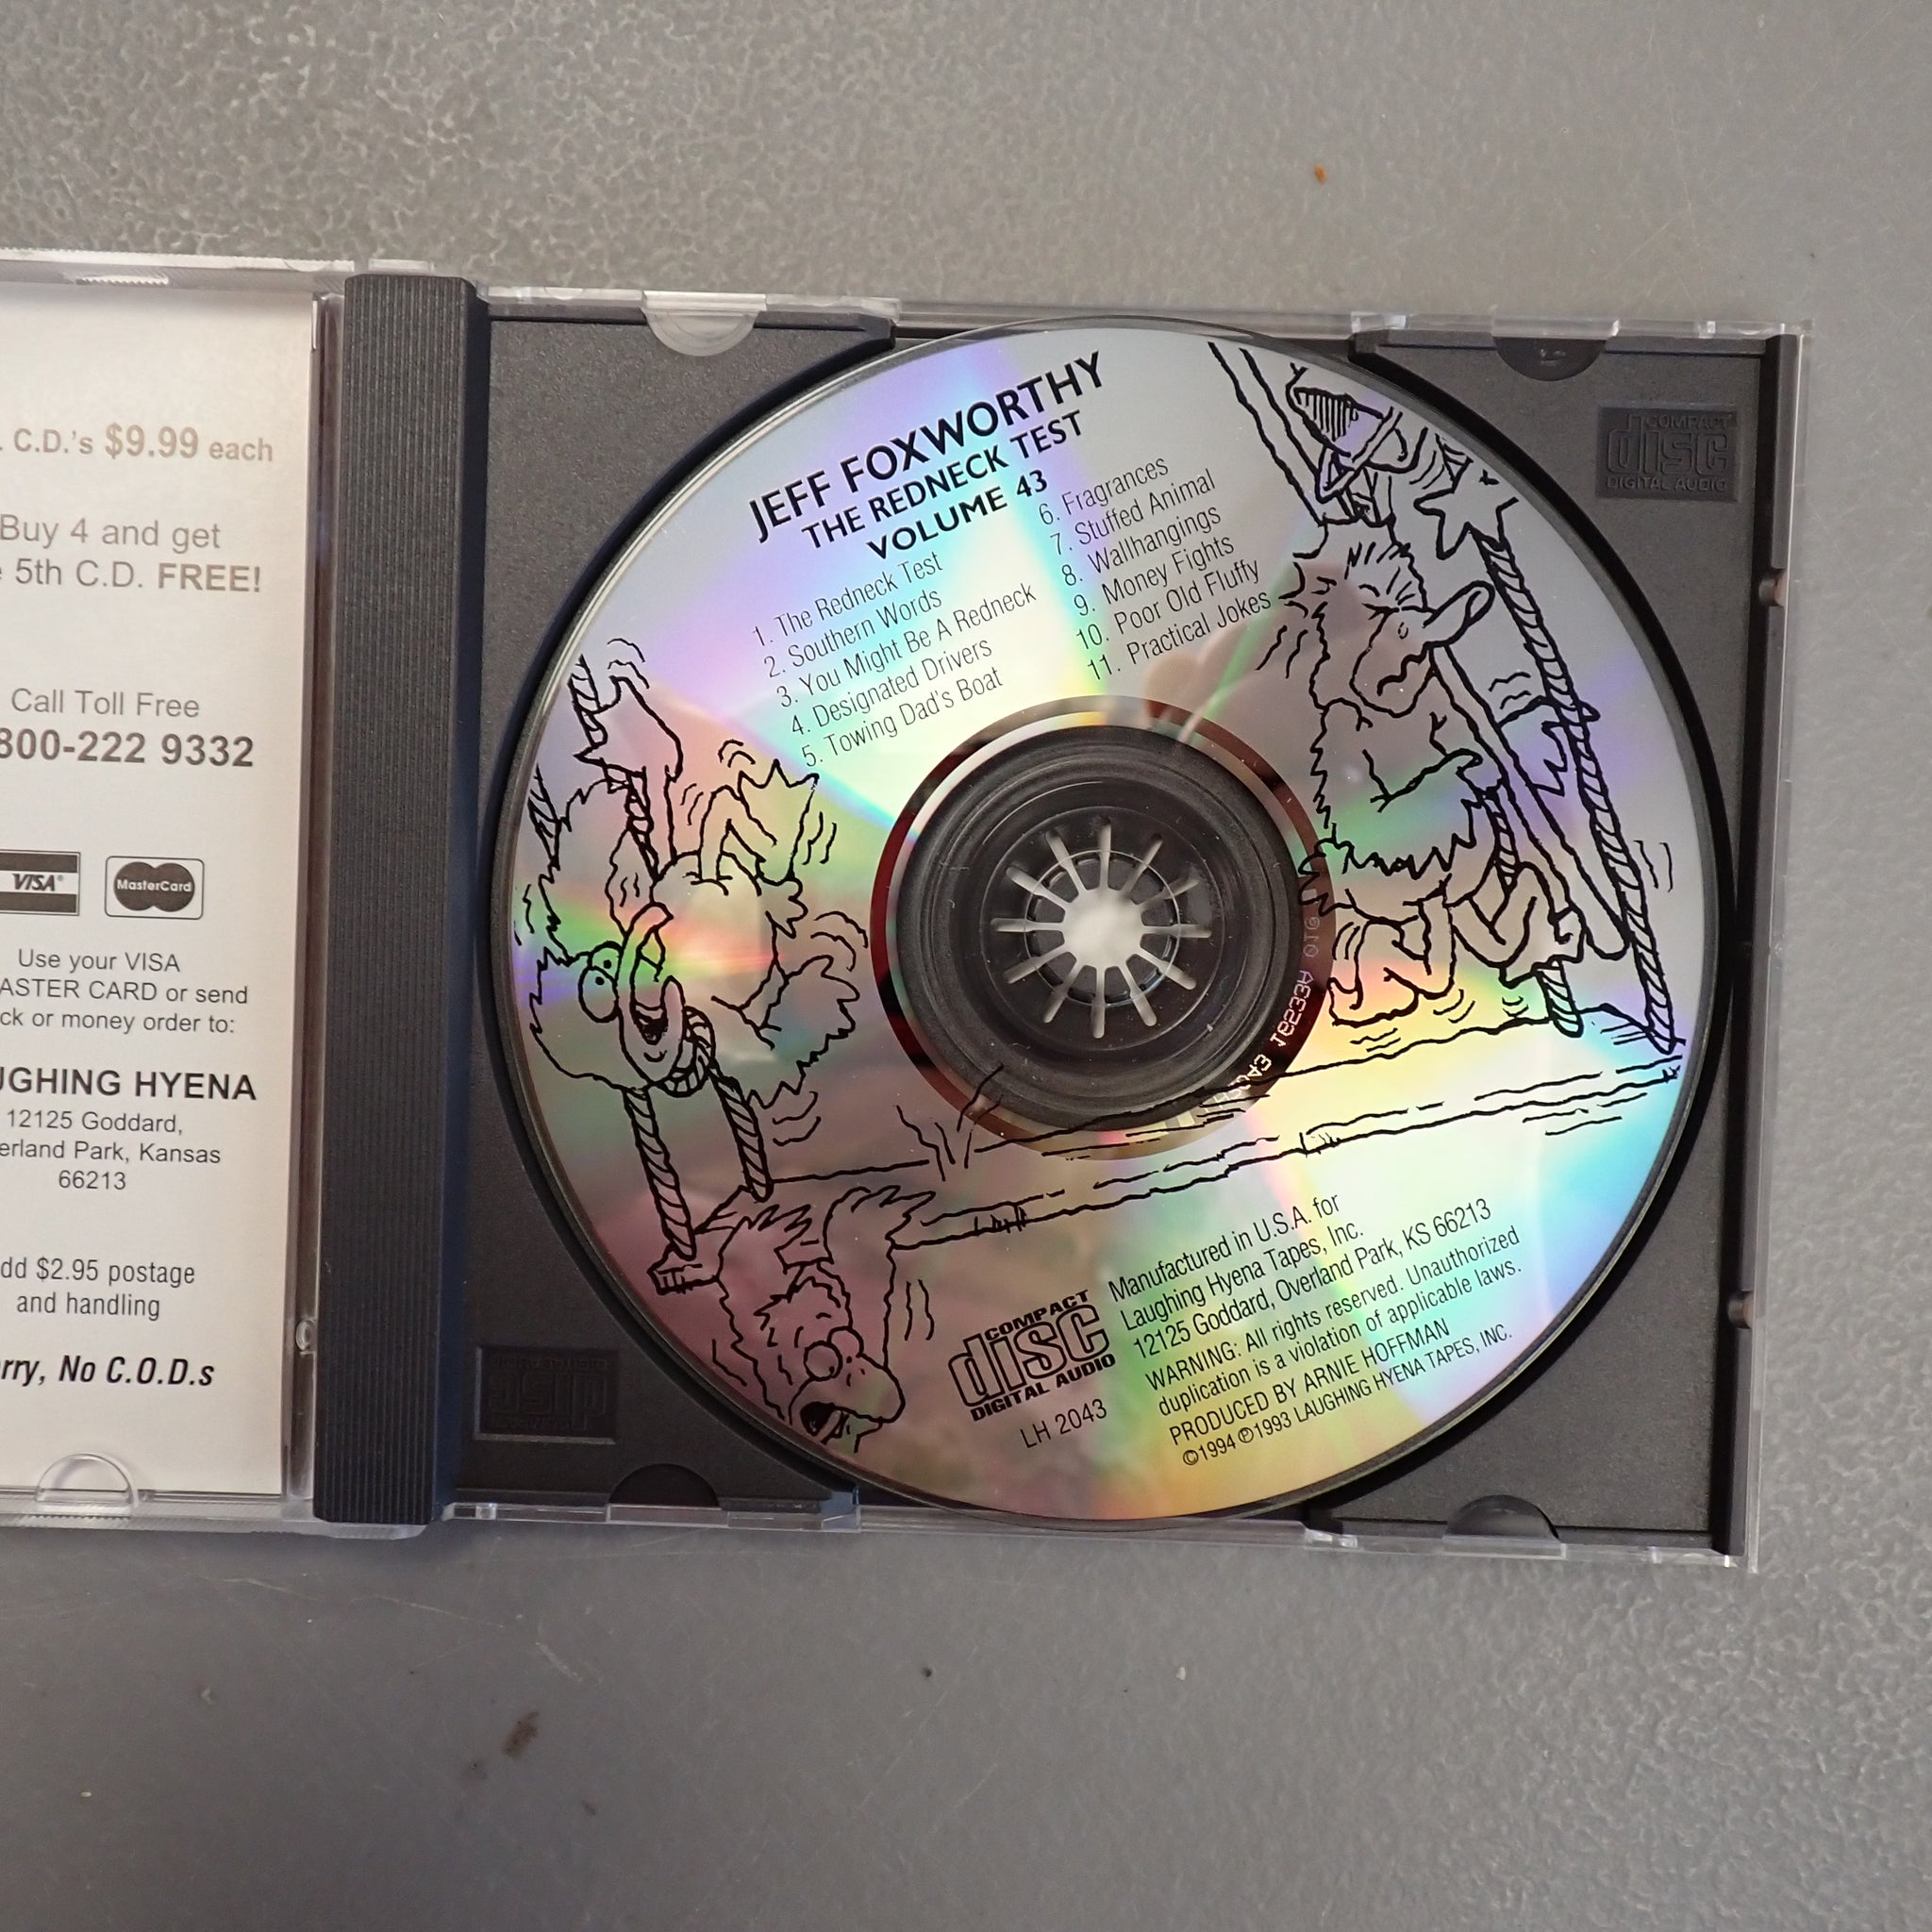 C.D.'s $9.99 each
Buy 4 and get
5th C.D. FREE!
Call Toll Free
800-222 9332
VISA®
MasterCard
Use your VISA
CARD or send
or money order to:
HYENA
12125 Goddard,
Park, Kansas
66213
$2.95 postage
and handling
No C.O.D.s
JEFF FOXWORTHY
THE REDNECK TEST
VOLUME 43
1. The Redneck Test
2. Southern Words
3. You Might Be A Redneck
4. Designated Drivers
5. Towing Dad's Boat
6. Fragrances
7. Stuffed Animal
8. Wallhangings
9. Money Fights
10. Poor Old Fluffy
11. Practical Jokes
COMPACT
disc
DIGITAL AUDIO
LH 2043
Manufactured in U.S.A. for
Laughing Hyena Tapes, Inc.
12125 Goddard, Overland Park, KS 66213
WARNING: All rights reserved. Unauthorized
duplication is a violation of applicable laws.
PRODUCED BY ARNIE HOFFMAN
©1994 ℗1993 LAUGHING HYENA TAPES, INC.
COMPACT
disc
DIGITAL AUDIO